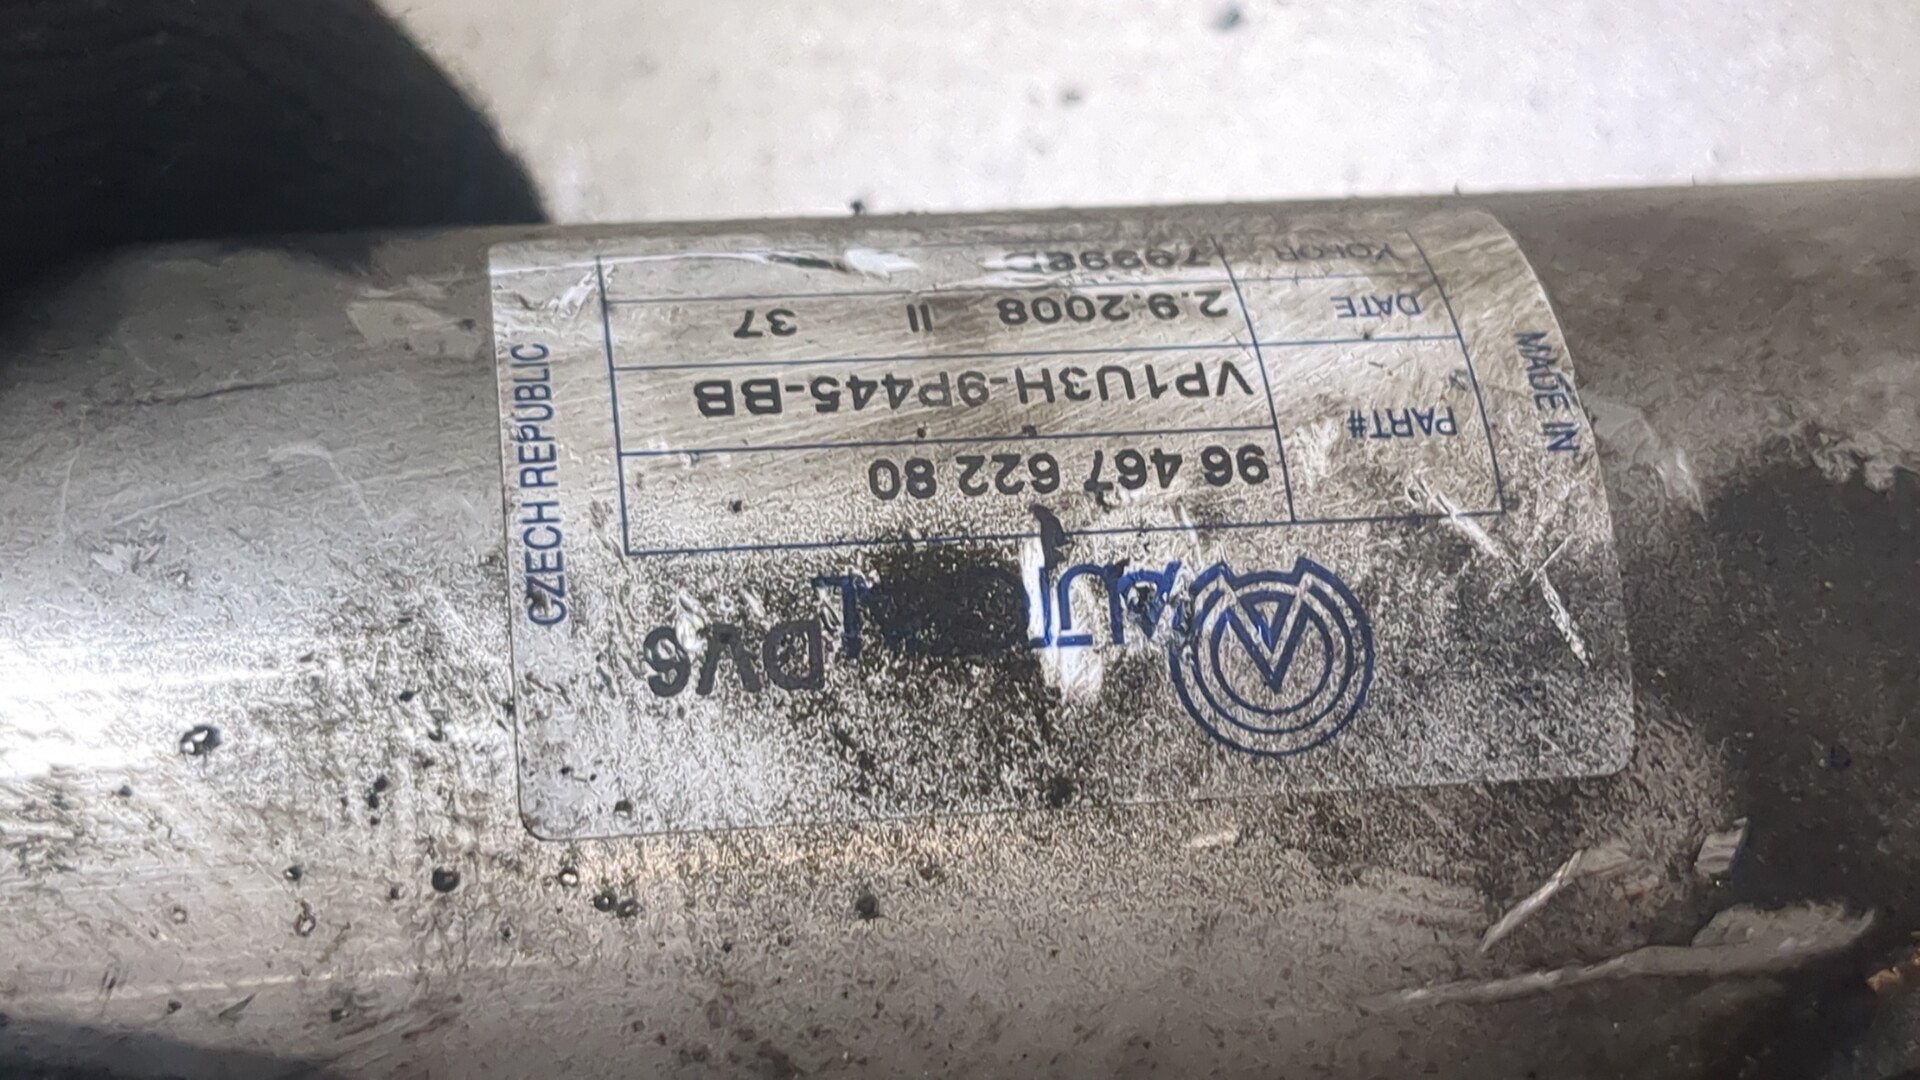 DV6
PART# 96 467 622 80
VP1U3H-9P445-BB
DATE 2.9.2008 II 37
KOFOR
MADE IN
CZECH REPUBLIC